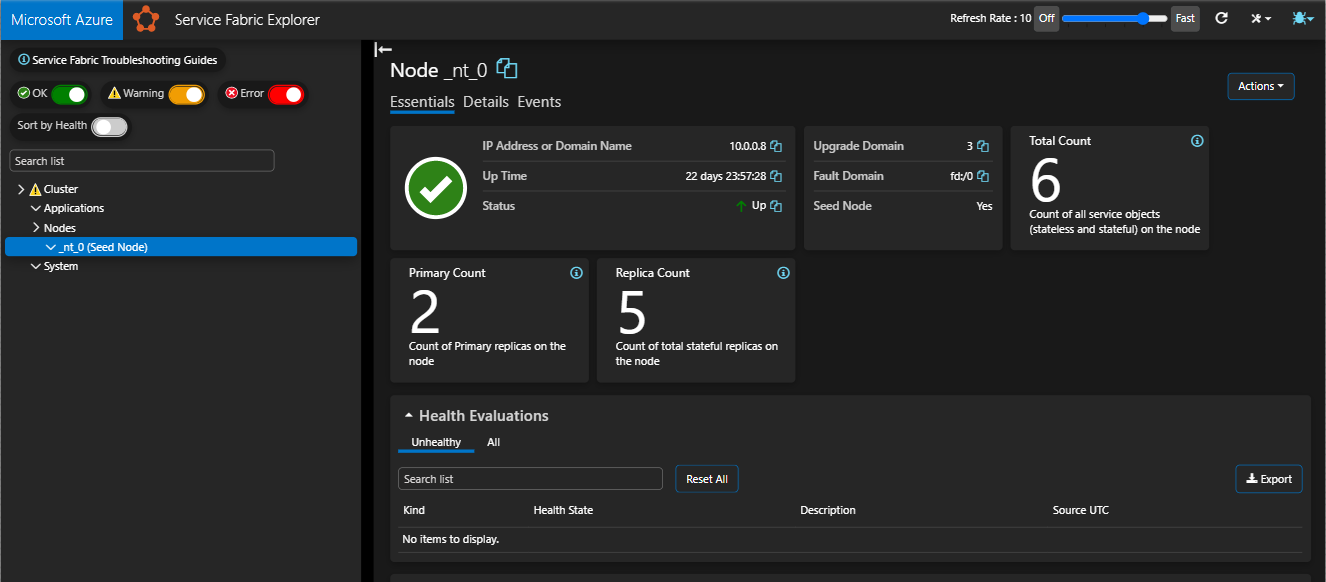 Microsoft Azure
Service Fabric Explorer
Refresh Rate : 10 Off Fast
Service Fabric Troubleshooting Guides
OK Warning Error
Sort by Health
Search list
Cluster
Applications
Nodes
_nt_0 (Seed Node)
System
Node _nt_0
Actions
Essentials Details Events
IP Address or Domain Name 10.0.0.8
Up Time 22 days 23:57:28
Status Up
Upgrade Domain 3
Fault Domain fd:/0
Seed Node Yes
Total Count
6
Count of all service objects
(stateless and stateful) on the node
Primary Count
2
Count of Primary replicas on the
node
Replica Count
5
Count of total stateful replicas on
the node
Health Evaluations
Unhealthy All
Search list Reset All Export
Kind Health State Description Source UTC
No items to display.